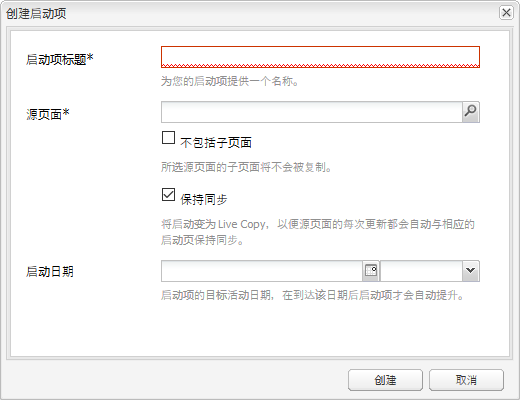 创建启动项
启动项标题*
为您的启动项提供一个名称。
源页面*
不包括子页面
所选源页面的子页面将不会被复制。
保持同步
将启动变为 Live Copy，以便源页面的每次更新都会自动与相应的
启动页保持同步。
启动日期
启动项的目标活动日期，在到达该日期后启动项才会自动提升。
创建
取消